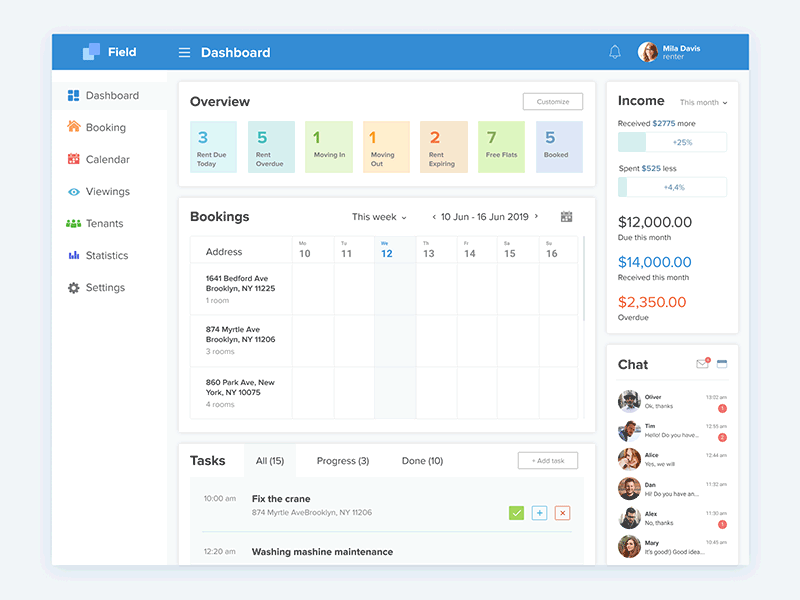 Field
Dashboard
Mila Davis
renter
Dashboard
Booking
Calendar
Viewings
Tenants
Statistics
Settings
Overview
Customize
3
Rent Due
Today
5
Rent
Overdue
1
Moving In
1
Moving
Out
2
Rent
Expiring
7
Free Flats
5
Booked
Bookings
This week
‹ 10 Jun - 16 Jun 2019 ›
Address
Mo
10
Tu
11
We
12
Th
13
Fr
14
Sa
15
Su
16
1641 Bedford Ave
Brooklyn, NY 11225
1 room
874 Myrtle Ave
Brooklyn, NY 11206
3 rooms
860 Park Ave, New
York, NY 10075
4 rooms
Tasks
All (15)
Progress (3)
Done (10)
+ Add task
10:00 am
Fix the crane
874 Myrtle AveBrooklyn, NY 11206
12:20 am
Washing mashine maintenance
Income
This month
Received $2775 more
+25%
Spent $525 less
+4,4%
$12,000.00
Due this month
$14,000.00
Received this month
$2,350.00
Overdue
Chat
Oliver
13:02 am
Ok, thanks
1
Tim
12:55 am
Hello! Do you have...
2
Alice
12:44 am
Yes, we will
Dan
11:32 am
Hi! Do you have an...
Alex
11:30 am
No, thanks
1
Mary
10:45 am
It's good!) Good idea...